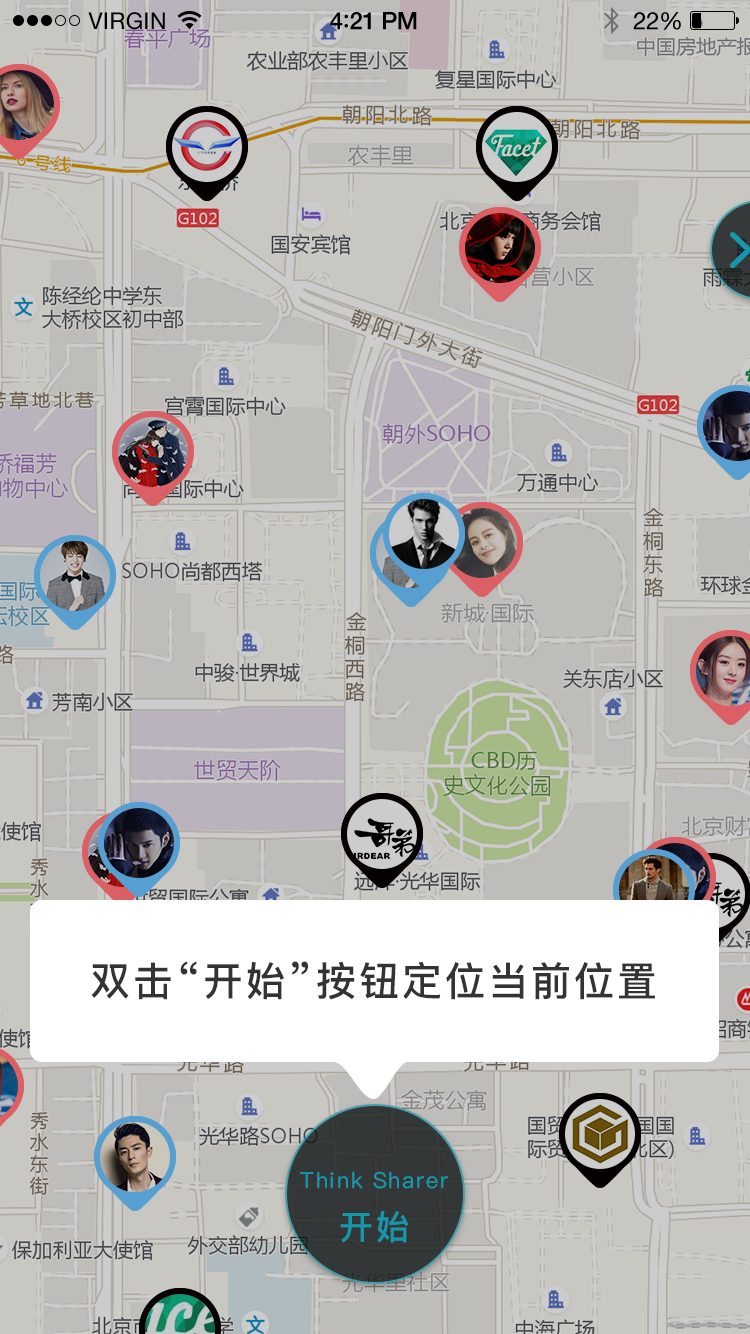 VIRGIN
4:21 PM
22%
春平广场
农业部农丰里小区
中国房地产报
复星国际中心
朝阳北路
朝阳北路
号线
农丰里
Facet
G102
国安宾馆
北京
商务会馆
营小区
陈经纶中学东
大桥校区初中部
朝阳门外大街
芳草地北巷
宫霄国际中心
G102
朝外SOHO
侨福芳
购物中心
国际中心
万通中心
金桐东路
SOHO尚都西塔
国际
校区
环球金
新城·国际
金桐西路
路
中骏·世界城
关东店小区
芳南小区
世贸天阶
CBD历
史文化公园
使馆
哥弟
北京财
秀水
光华国际
世贸国际公寓
哥弟
公寓
双击“开始”按钮定位当前位置
使馆
招商
光华路
光华路
金茂公寓
秀水东街
光华路SOHO
国贸
国国
际贸
北区)
Think Sharer
开始
保加利亚大使馆
外交部幼儿园
光华里社区
北京市
ICE
学
中海广场